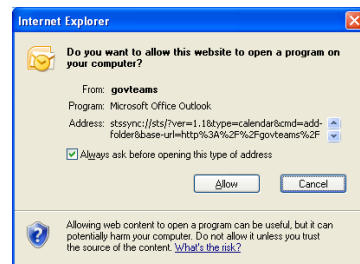 Internet Explorer
Do you want to allow this website to open a program on
your computer?
From: govteams
Program: Microsoft Office Outlook
Address: stssync://sts/?ver=1.1&type=calendar&cmd=add-
folder&base-url=http%3A%2F%2Fgovteams%2F
Always ask before opening this type of address
Allow Cancel
Allowing web content to open a program can be useful, but it can
potentially harm your computer. Do not allow it unless you trust
the source of the content. What's the risk?